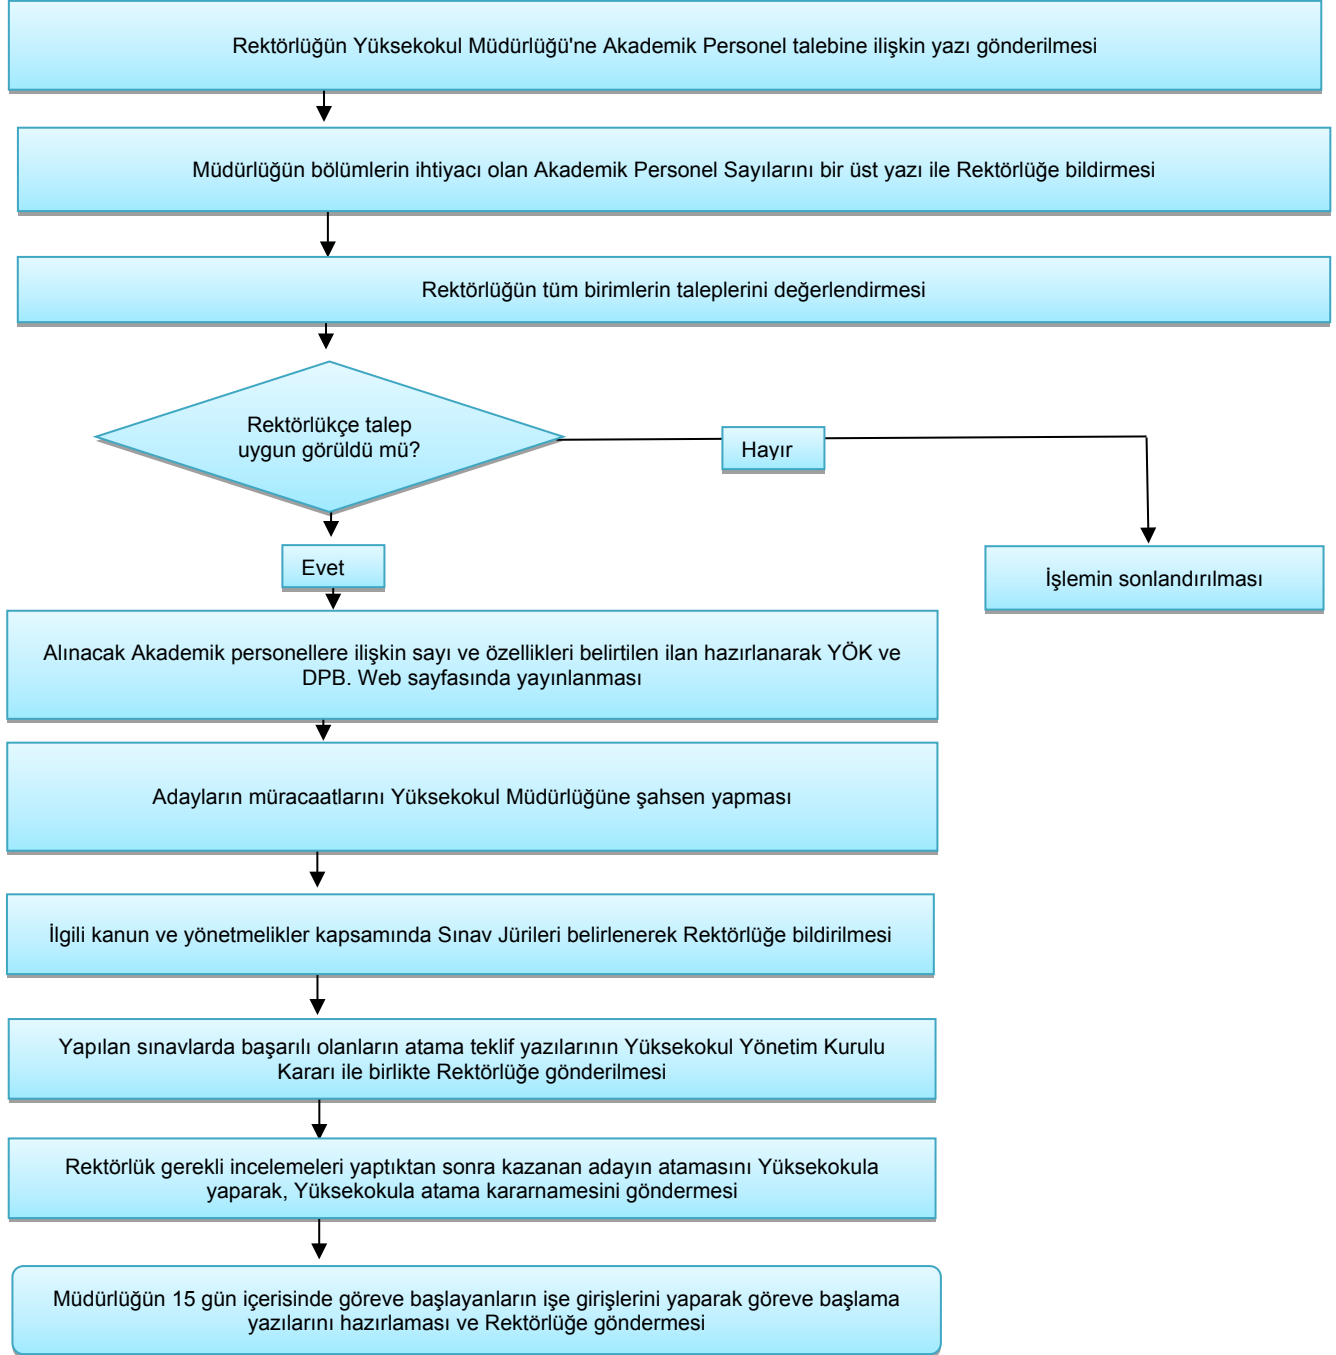 Rektörlüğün Yüksekokul Müdürlüğü'ne Akademik Personel talebine ilişkin yazı gönderilmesi
Müdürlüğün bölümlerin ihtiyacı olan Akademik Personel Sayılarını bir üst yazı ile Rektörlüğe bildirmesi
Rektörlüğün tüm birimlerin taleplerini değerlendirmesi
Rektörlükçe talep
uygun görüldü mü?
Hayır
Evet
İşlemin sonlandırılması
Alınacak Akademik personellere ilişkin sayı ve özellikleri belirtilen ilan hazırlanarak YÖK ve
DPB. Web sayfasında yayınlanması
Adayların müracaatlarını Yüksekokul Müdürlüğüne şahsen yapması
İlgili kanun ve yönetmelikler kapsamında Sınav Jürileri belirlenerek Rektörlüğe bildirilmesi
Yapılan sınavlarda başarılı olanların atama teklif yazılarının Yüksekokul Yönetim Kurulu
Kararı ile birlikte Rektörlüğe gönderilmesi
Rektörlük gerekli incelemeleri yaptıktan sonra kazanan adayın atamasını Yüksekokula
yaparak, Yüksekokula atama kararnamesini göndermesi
Müdürlüğün 15 gün içerisinde göreve başlayanların işe girişlerini yaparak göreve başlama
yazılarını hazırlaması ve Rektörlüğe göndermesi